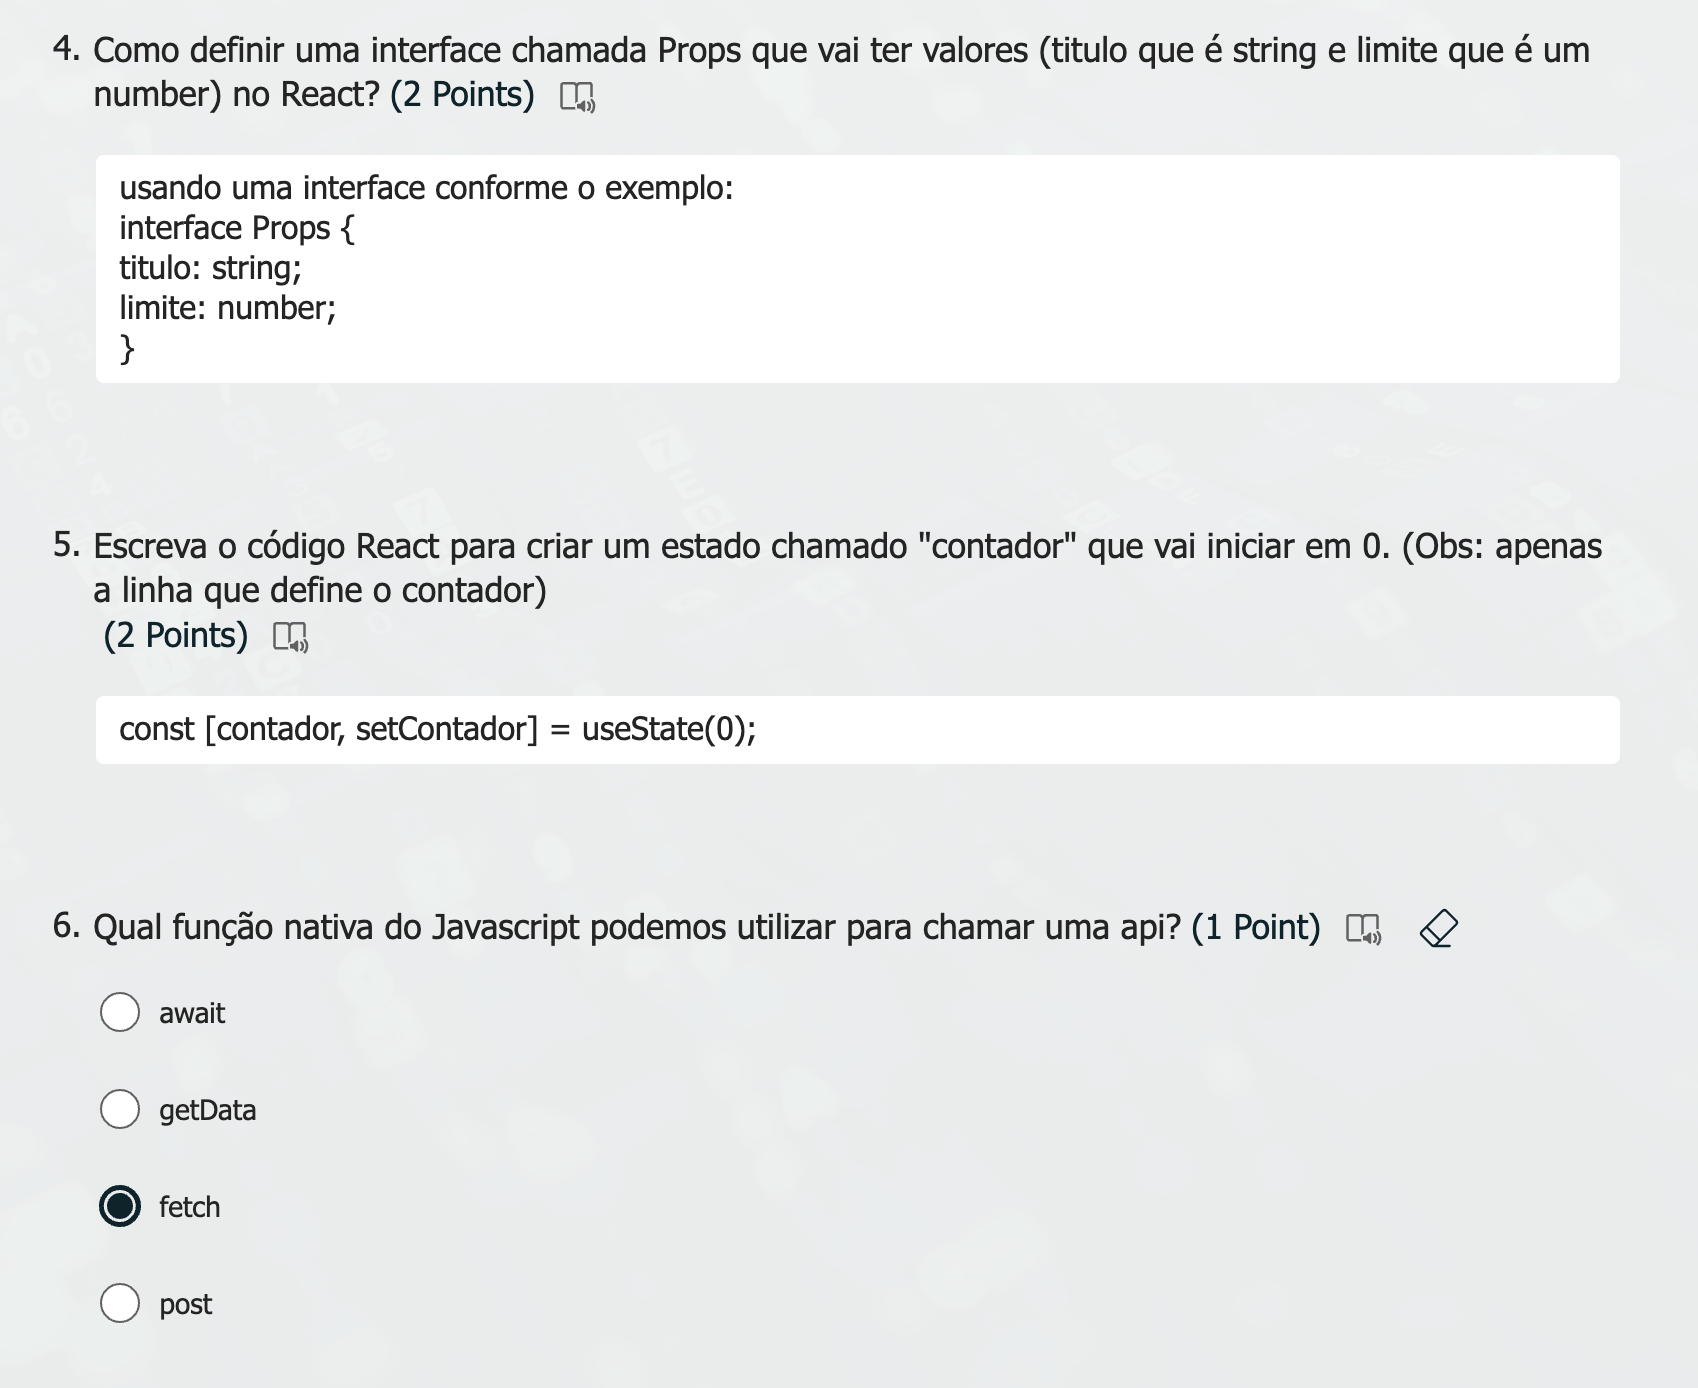 4. Como definir uma interface chamada Props que vai ter valores (titulo que é string e limite que é um
number) no React? (2 Points)
usando uma interface conforme o exemplo:
interface Props {
titulo: string;
limite: number;
}
5. Escreva o código React para criar um estado chamado "contador" que vai iniciar em 0. (Obs: apenas
a linha que define o contador)
(2 Points)
const [contador, setContador] = useState(0);
6. Qual função nativa do Javascript podemos utilizar para chamar uma api? (1 Point)
await
getData
fetch
post